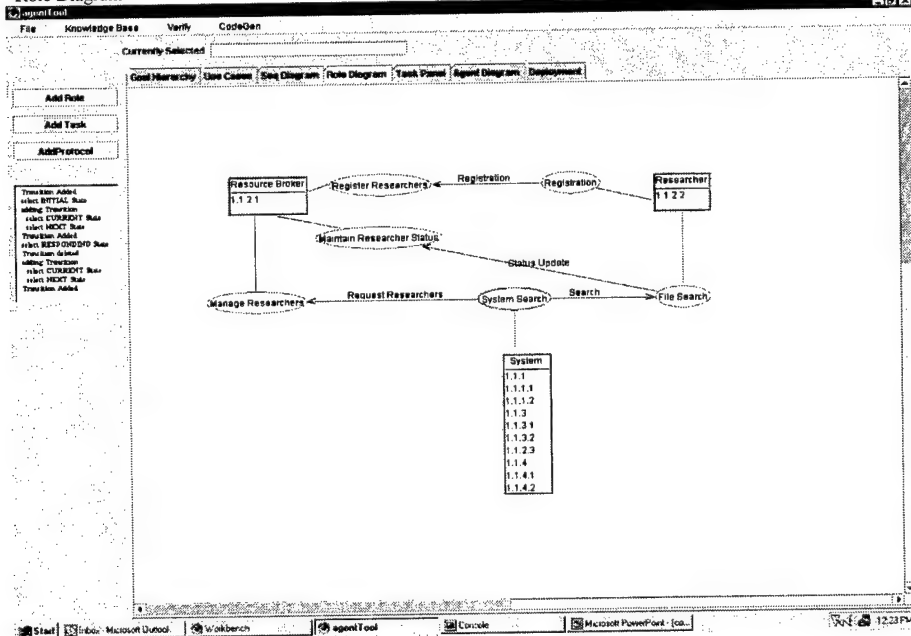 Role Diagram
agentTool
File Knowledge Base Verify CodeGen
Currently Selected
Goal Hierarchy Use Cases Seq Diagram Role Diagram Task Panel Agent Diagram Deployment
Add Role
Add Task
AddProtocol
Transition Added
select INITIAL State
adding Transition
select CURRENT State
select NEXT State
Transition Added
select RESPONDIND State
Transition deleted
adding Transition
select CURRENT State
select NEXT State
Transition Added
Resource Broker
1.1.2.1
Register Researchers
Registration
Registration
Researcher
1.1.2.2
Maintain Researcher Status
Status Update
Manage Researchers
Request Researchers
System Search
Search
File Search
System
1.1.1
1.1.1.1
1.1.1.2
1.1.3
1.1.3.1
1.1.3.2
1.1.2.3
1.1.4
1.1.4.1
1.1.4.2
Start Inbox - Microsoft Outlook Workbench agentTool Console Microsoft PowerPoint - [co... 12:23 PM